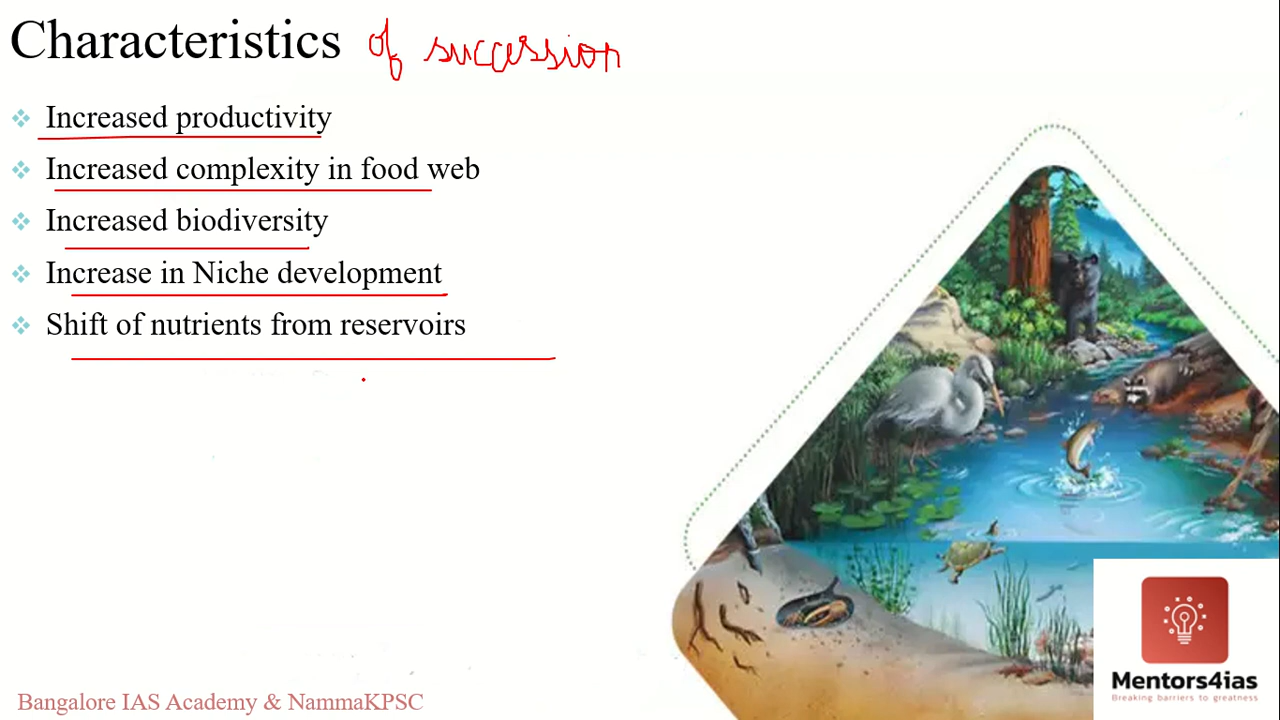 Characteristics of succession
Increased productivity
Increased complexity in food web
Increased biodiversity
Increase in Niche development
Shift of nutrients from reservoirs
Mentors4ias
Breaking barriers to greatness
Bangalore IAS Academy & NammaKPSC